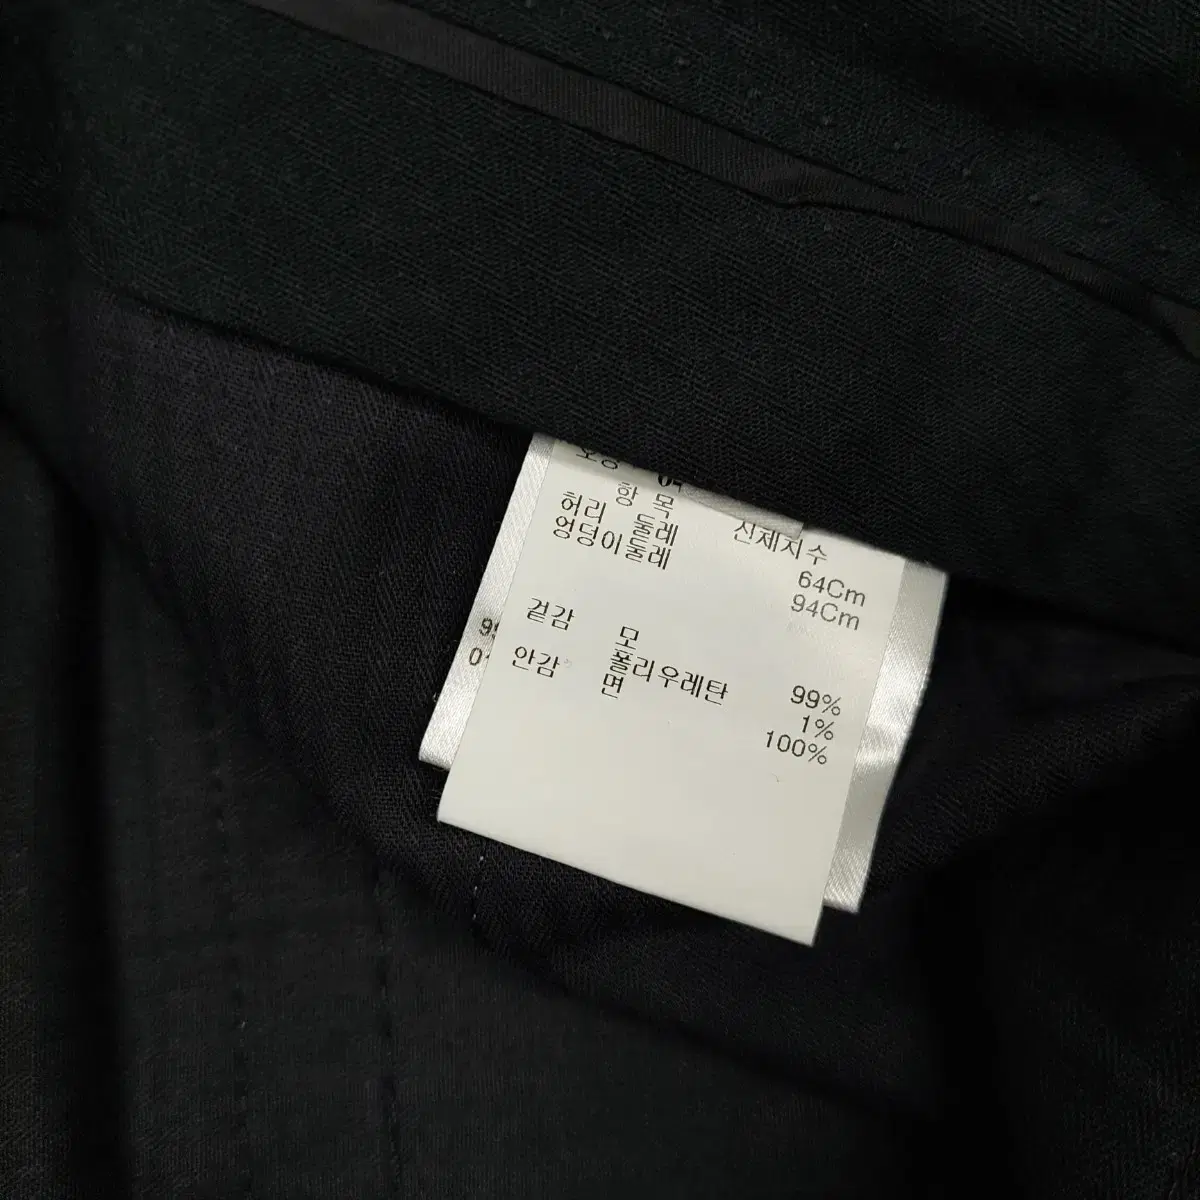 항 목 신체치수
허리 둘레 64Cm
엉덩이둘레 94Cm
겉감 모 99%
폴리우레탄 1%
안감 면 100%